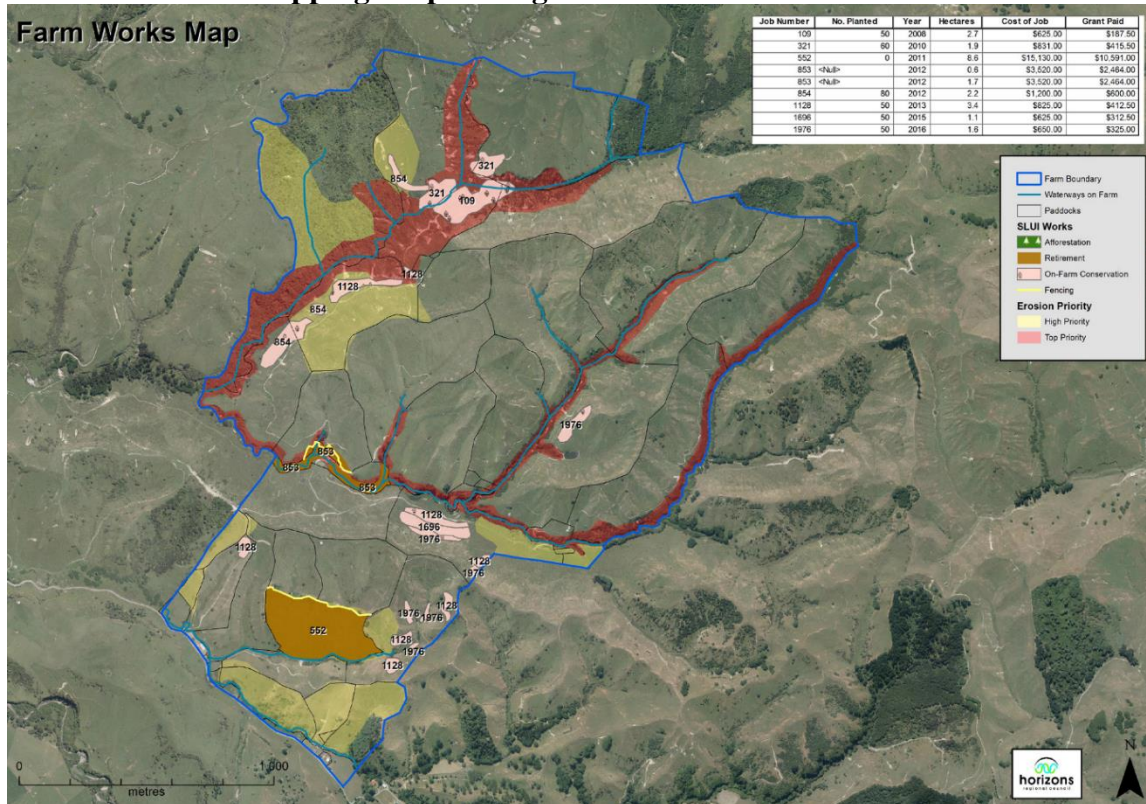 Farm Works Map
Job Number No. Planted Year Hectares Cost of Job Grant Paid
109 50 2008 2.7 $625.00 $187.50
321 60 2010 1.9 $831.00 $415.50
552 0 2011 8.6 $15,130.00 $10,591.00
853 <Null> 2012 0.6 $3,520.00 $2,464.00
853 <Null> 2012 1.7 $3,520.00 $2,464.00
854 80 2012 2.2 $1,200.00 $600.00
1128 50 2013 3.4 $825.00 $412.50
1696 50 2015 1.1 $625.00 $312.50
1976 50 2016 1.6 $650.00 $325.00
Farm Boundary
Waterways on Farm
Paddocks
SLUI Works
Afforestation
Retirement
On-Farm Conservation
Fencing
Erosion Priority
High Priority
Top Priority
321
854
321
109
1128
1128
854
854
1976
853
853
853
1128
1696
1976
1128
1128
1976
1128
1976
1976
552
1128
1976
1128
0
metres
N
horizons
regional council